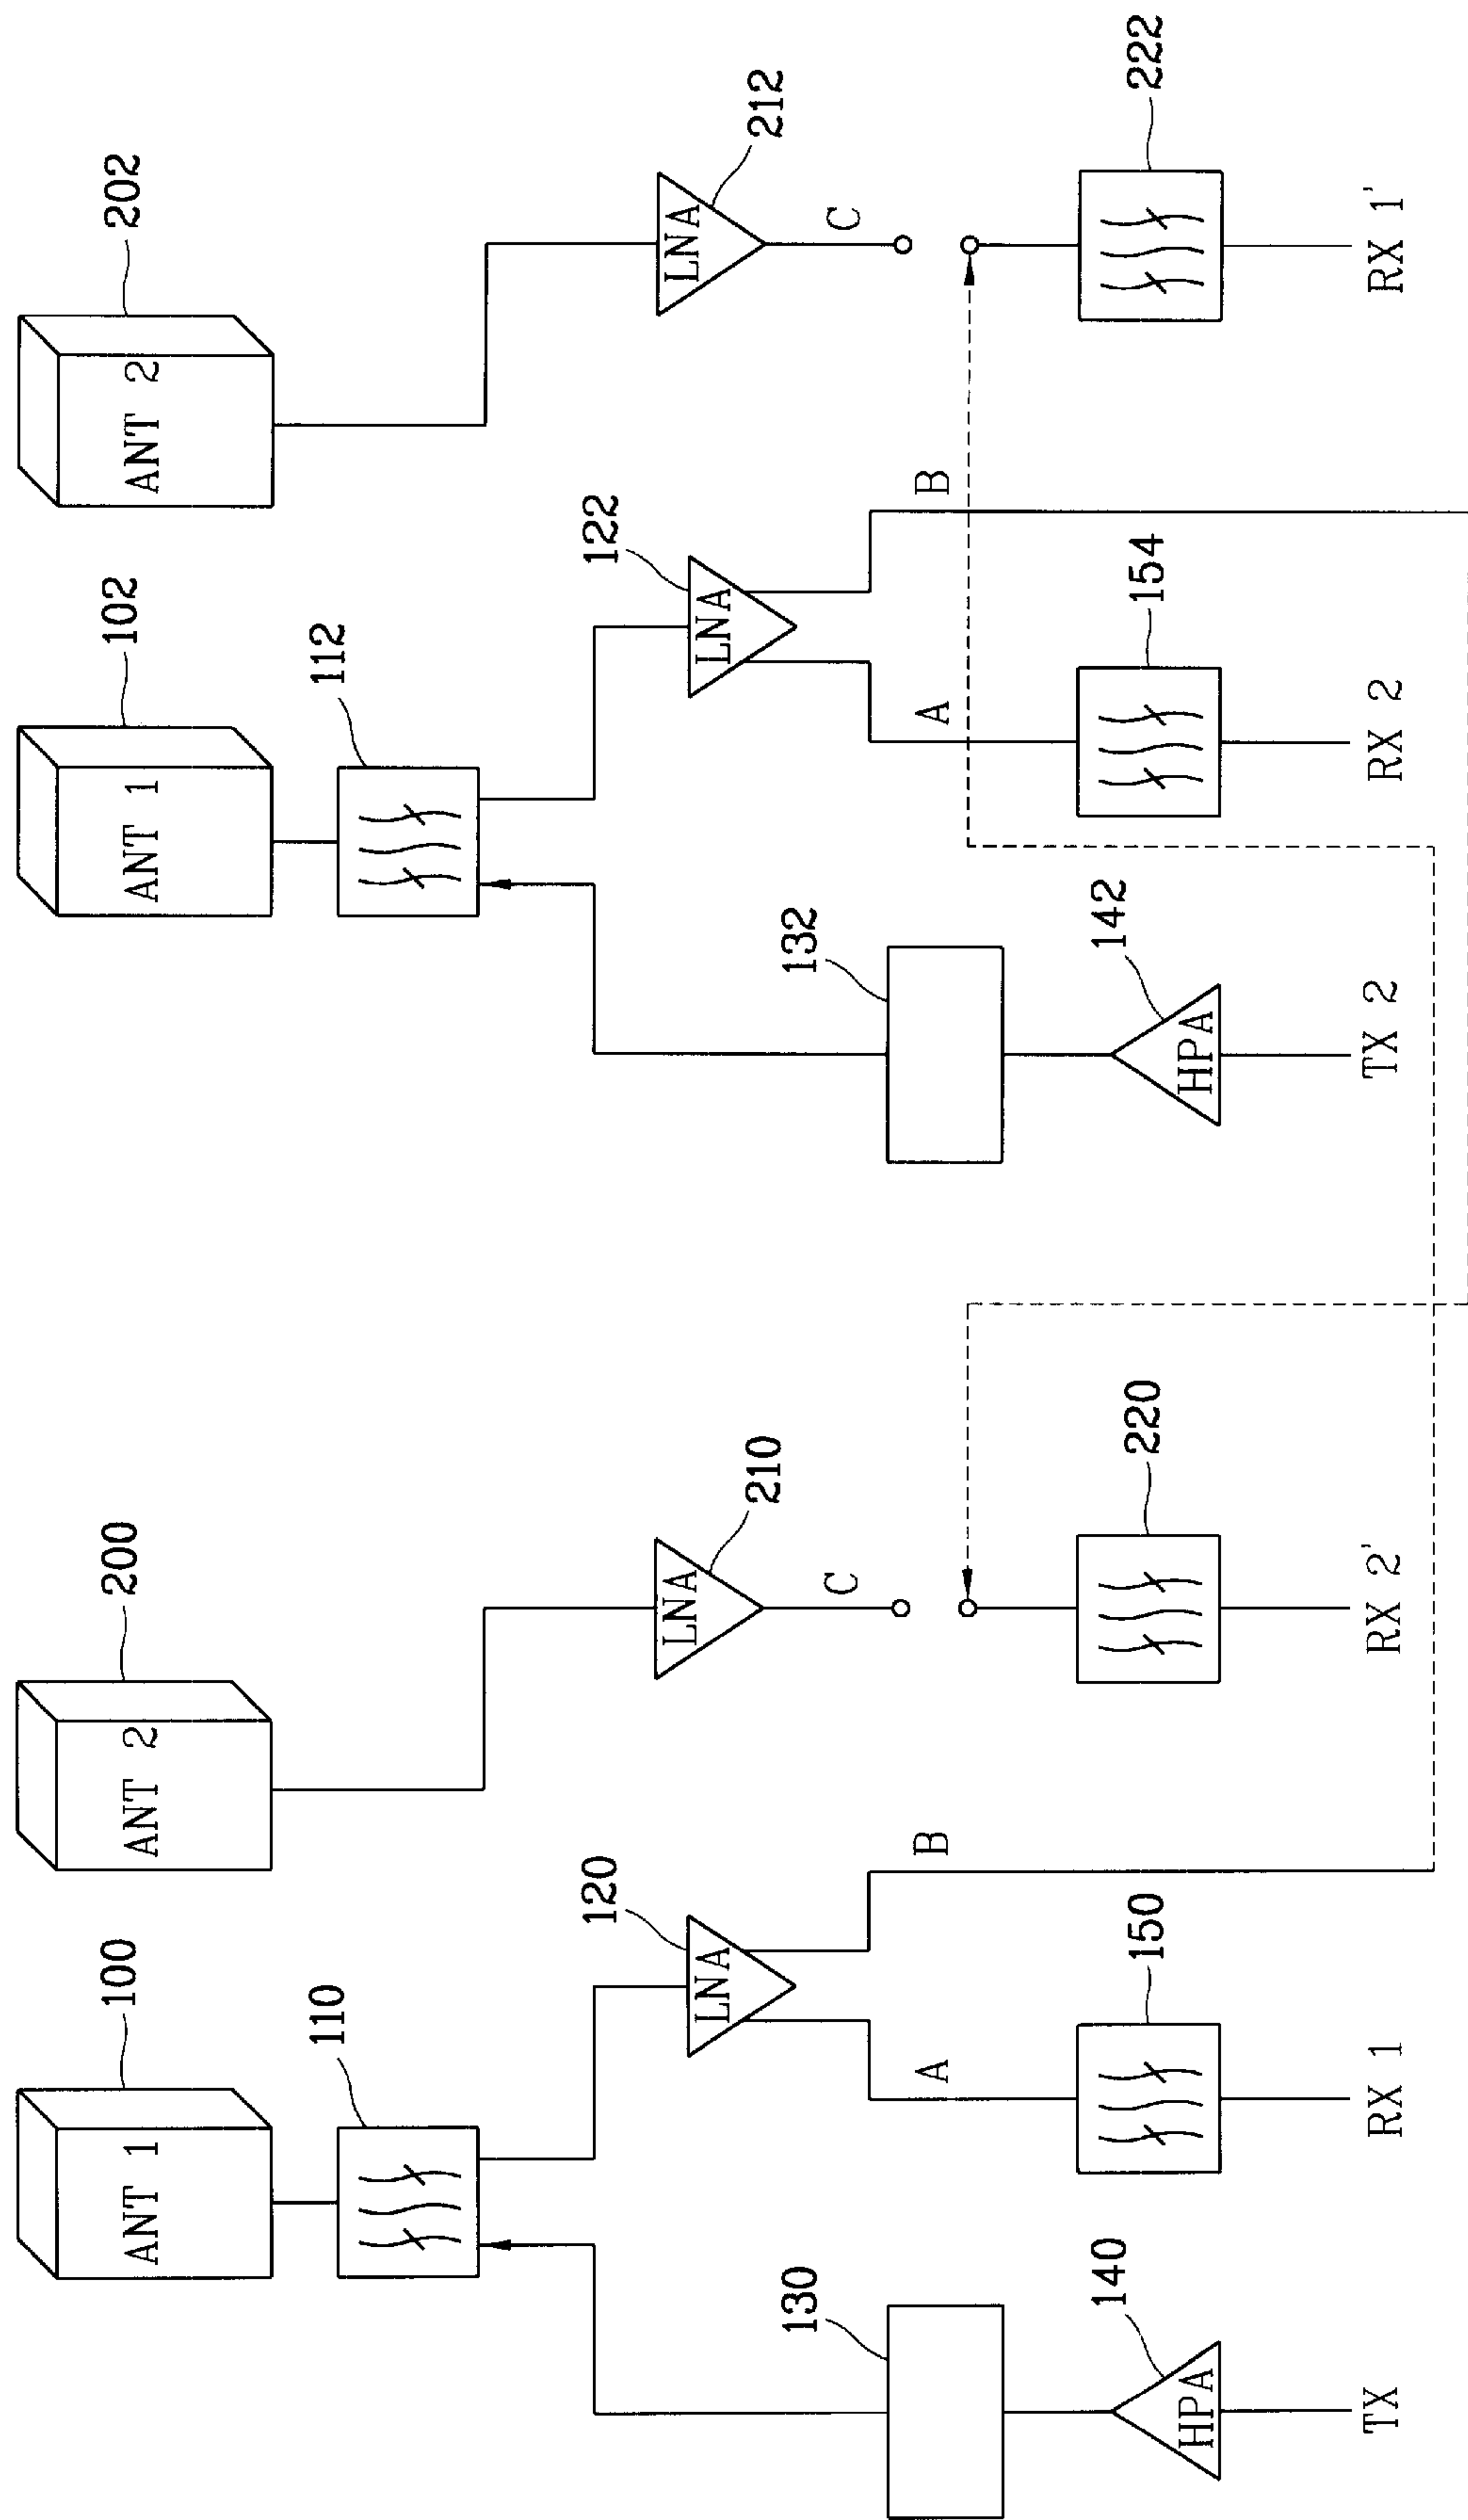 100
ANT 1
110
120
LNA
A
B
130
140
HPA
150
TX
RX 1
200
ANT 2
210
LNA
C
220
RX 2'
102
ANT 1
112
122
LNA
A
B
132
142
HPA
154
TX 2
RX 2
202
ANT 2
212
LNA
C
222
RX 1'